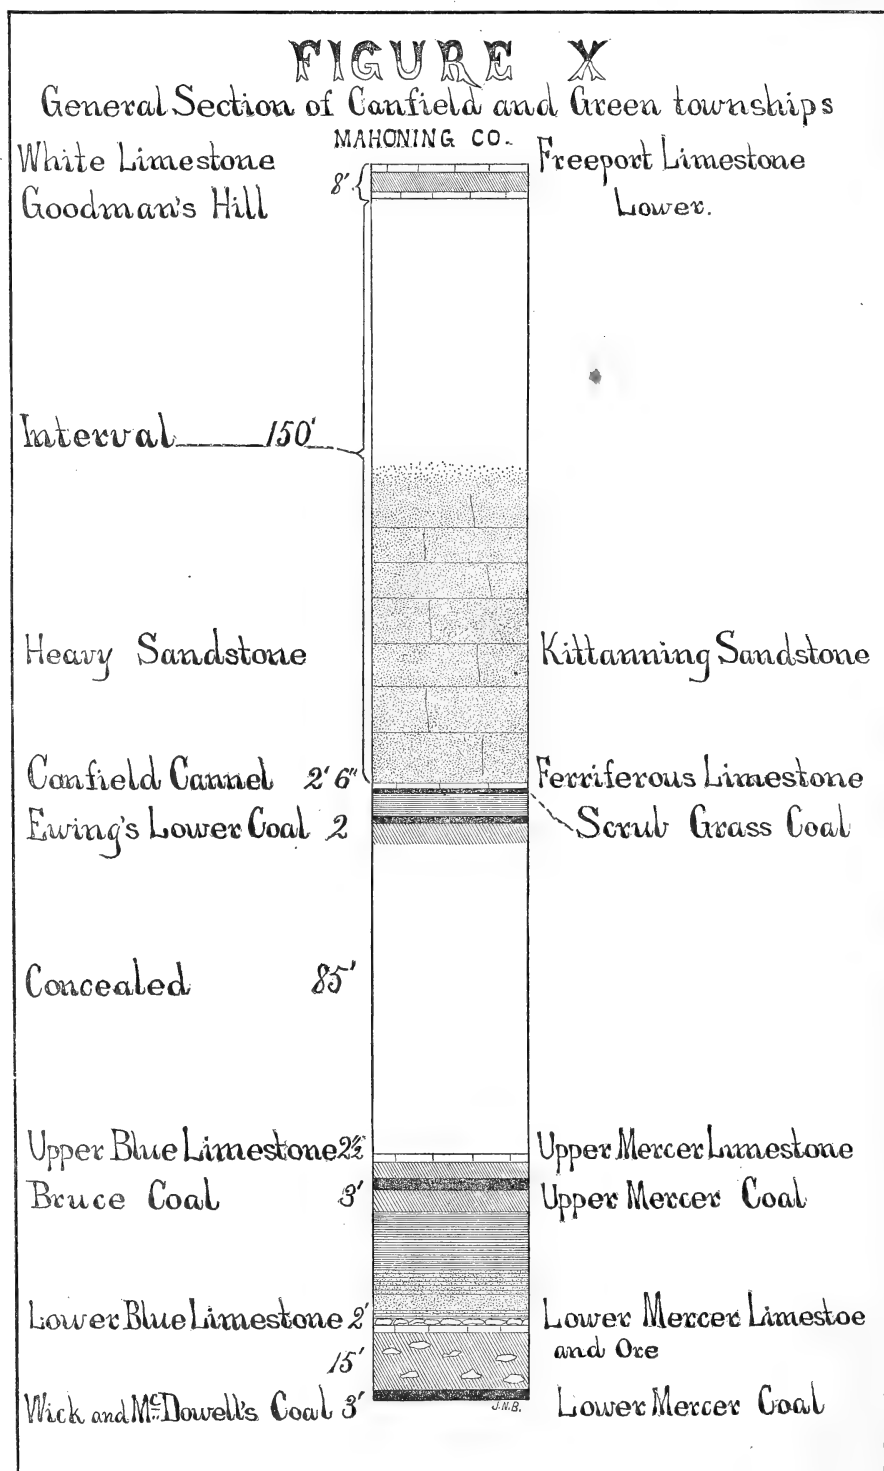 FIGURE X
General Section of Canfield and Green townships
MAHONING CO.
White Limestone
Goodman's Hill
8'
Freeport Limestone
Lower.
Interval 150'
Heavy Sandstone
Kittanning Sandstone
Canfield Cannel 2' 6"
Ferriferous Limestone
Ewing's Lower Coal 2
Scrub Grass Coal
Concealed 85'
Upper Blue Limestone 2½'
Upper Mercer Limestone
Bruce Coal 3'
Upper Mercer Coal
Lower Blue Limestone 2'
Lower Mercer Limestoe
and Ore
15'
Wick and Mc Dowell's Coal 3'
J.N.B.
Lower Mercer Coal